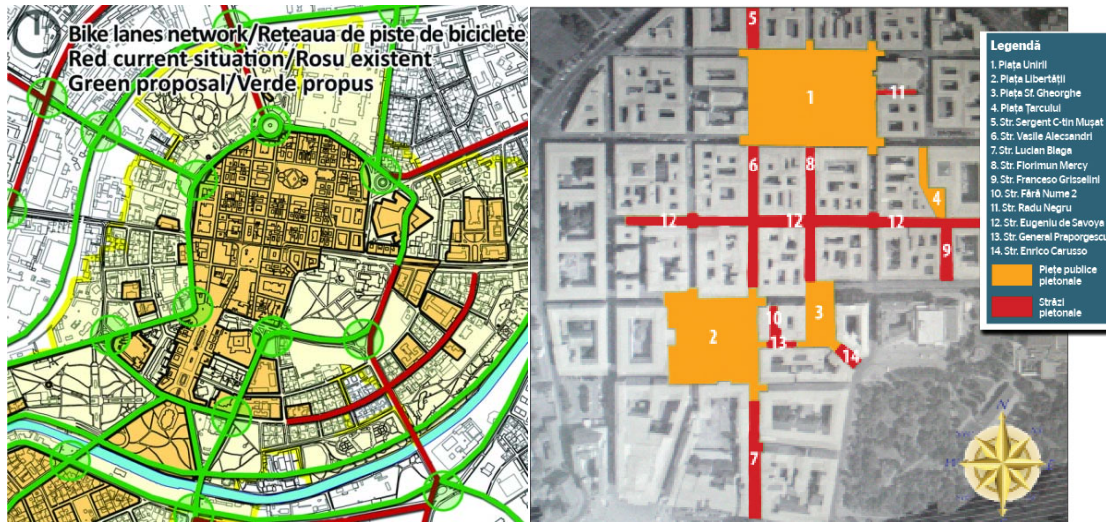 1
Bike lanes network/Reteaua de piste de biciclete
Red current situation/Rosu existent
Green proposal/Verde propus
5
1
11
6
8
4
12
12
12
9
2
10
3
13
14
7
N
Legendă
1. Piața Unirii
2. Piața Libertății
3. Piața Sf. Gheorghe
4. Piața Țarcului
5. Str. Sergent C-tin Mușat
6. Str. Vasile Alecsandri
7. Str. Lucian Blaga
8. Str. Florimun Mercy
9. Str. Franceso Grisselini
10. Str. Fără Nume 2
11. Str. Radu Negru
12. Str. Eugeniu de Savoya
13. Str. General Praporgescu
14. Str. Enrico Carusso
Piețe publice
pietonale
Străzi
pietonale